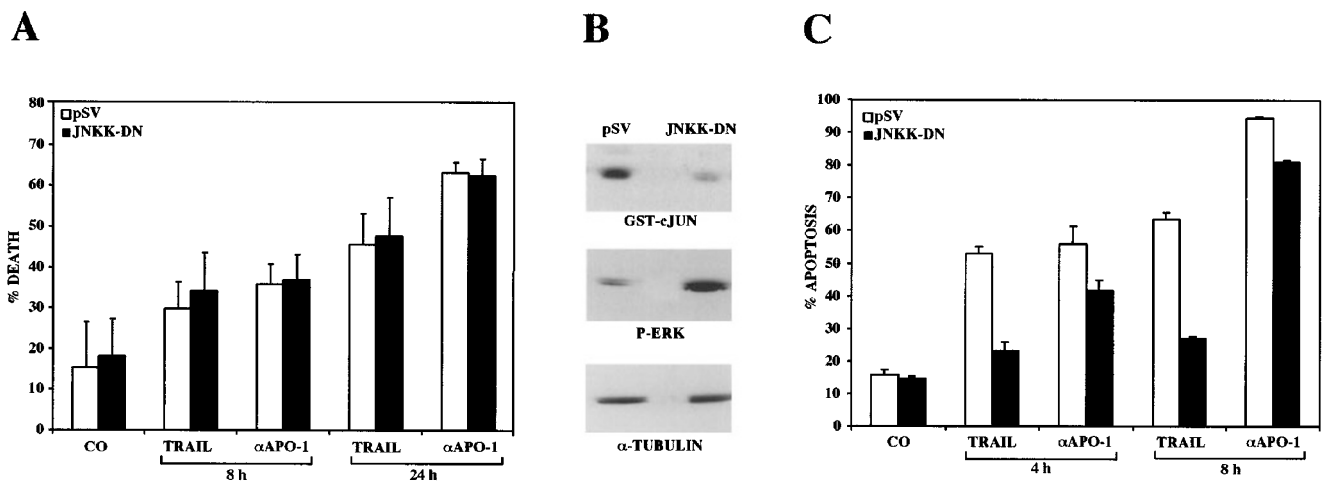 A
80
70
60
50
40
30
20
10
0
% DEATH
pSV
JNKK-DN
CO
TRAIL
αAPO-1
TRAIL
αAPO-1
8 h
24 h
B
pSV JNKK-DN
GST-cJUN
P-ERK
α-TUBULIN
C
100
90
80
70
60
50
40
30
20
10
0
% APOPTOSIS
pSV
JNKK-DN
CO
TRAIL
αAPO-1
TRAIL
αAPO-1
4 h
8 h